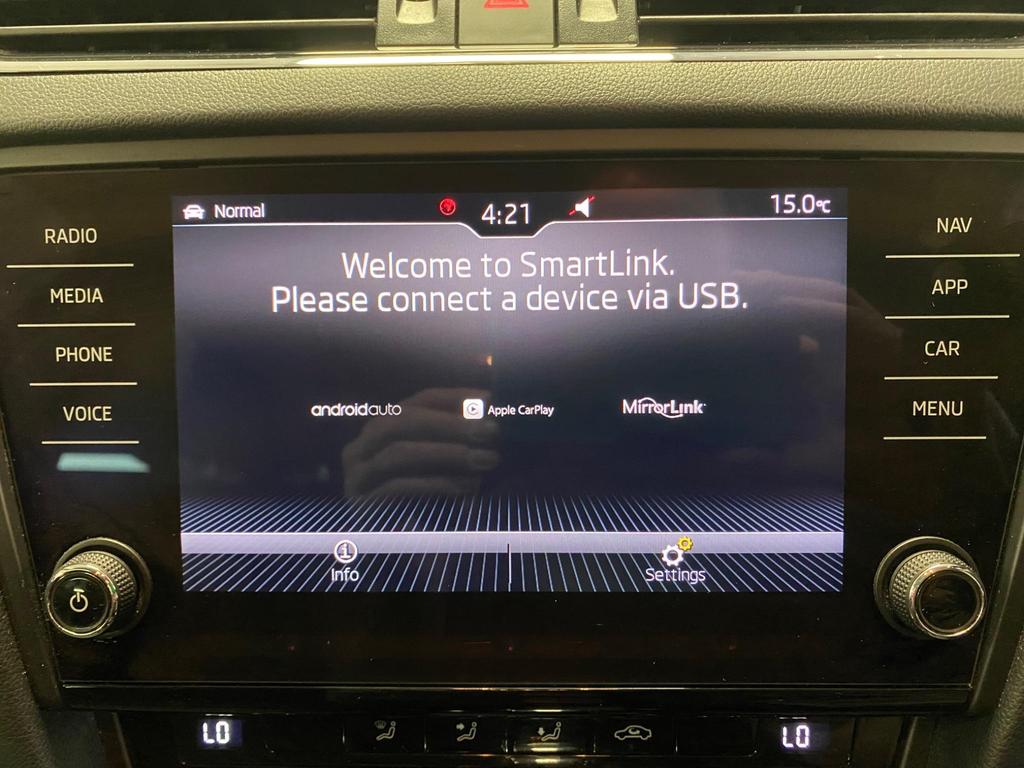 Normal
4:21
15.0°C
RADIO
MEDIA
PHONE
VOICE
Welcome to SmartLink.
Please connect a device via USB.
androidauto
Apple CarPlay
MirrorLink
Info
Settings
NAV
APP
CAR
MENU
LO
LO